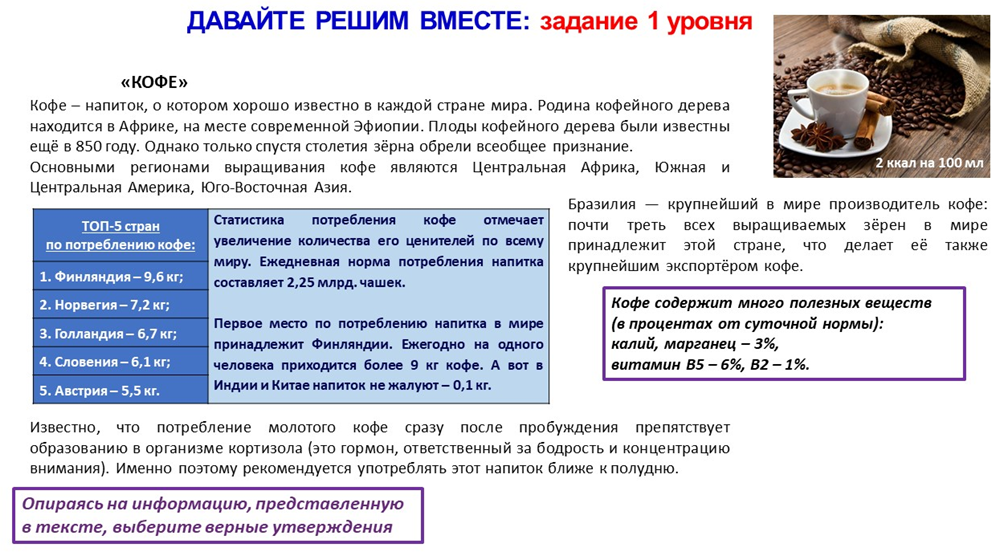 ДАВАЙТЕ РЕШИМ ВМЕСТЕ: задание 1 уровня
«КОФЕ»
Кофе – напиток, о котором хорошо известно в каждой стране мира. Родина кофейного дерева
находится в Африке, на месте современной Эфиопии. Плоды кофейного дерева были известны
ещё в 850 году. Однако только спустя столетия зёрна обрели всеобщее признание.
Основными регионами выращивания кофе являются Центральная Африка, Южная и
Центральная Америка, Юго-Восточная Азия.
2 ккал на 100 мл
ТОП-5 стран
по потреблению кофе:
1. Финляндия – 9,6 кг;
2. Норвегия – 7,2 кг;
3. Голландия – 6,7 кг;
4. Словения – 6,1 кг;
5. Австрия – 5,5 кг.
Статистика потребления кофе отмечает
увеличение количества его ценителей по всему
миру. Ежедневная норма потребления напитка
составляет 2,25 млрд. чашек.
Первое место по потреблению напитка в мире
принадлежит Финляндии. Ежегодно на одного
человека приходится более 9 кг кофе. А вот в
Индии и Китае напиток не жалуют – 0,1 кг.
Бразилия — крупнейший в мире производитель кофе:
почти треть всех выращиваемых зёрен в мире
принадлежит этой стране, что делает её также
крупнейшим экспортёром кофе.
Кофе содержит много полезных веществ
(в процентах от суточной нормы):
калий, марганец – 3%,
витамин В5 – 6%, В2 – 1%.
Известно, что потребление молотого кофе сразу после пробуждения препятствует
образованию в организме кортизола (это гормон, ответственный за бодрость и концентрацию
внимания). Именно поэтому рекомендуется употреблять этот напиток ближе к полудню.
Опираясь на информацию, представленную
в тексте, выберите верные утверждения